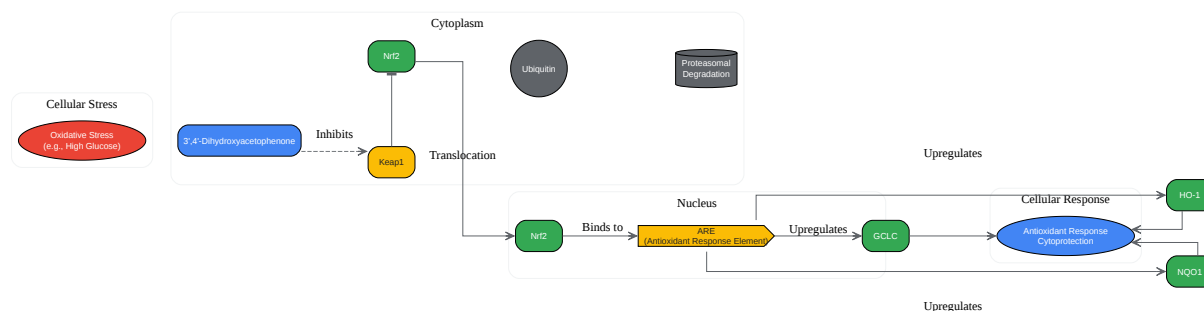 Cytoplasm
Nrf2
Ubiquitin
Proteasomal
Degradation
Cellular Stress
Oxidative Stress
(e.g., High Glucose)
3',4'-Dihydroxyacetophenone
Inhibits
Keap1
Translocation
Upregulates
Nucleus
Cellular Response
HO-1
Nrf2
Binds to
ARE
(Antioxidant Response Element)
Upregulates
GCLC
Antioxidant Response
Cytoprotection
NQO1
Upregulates